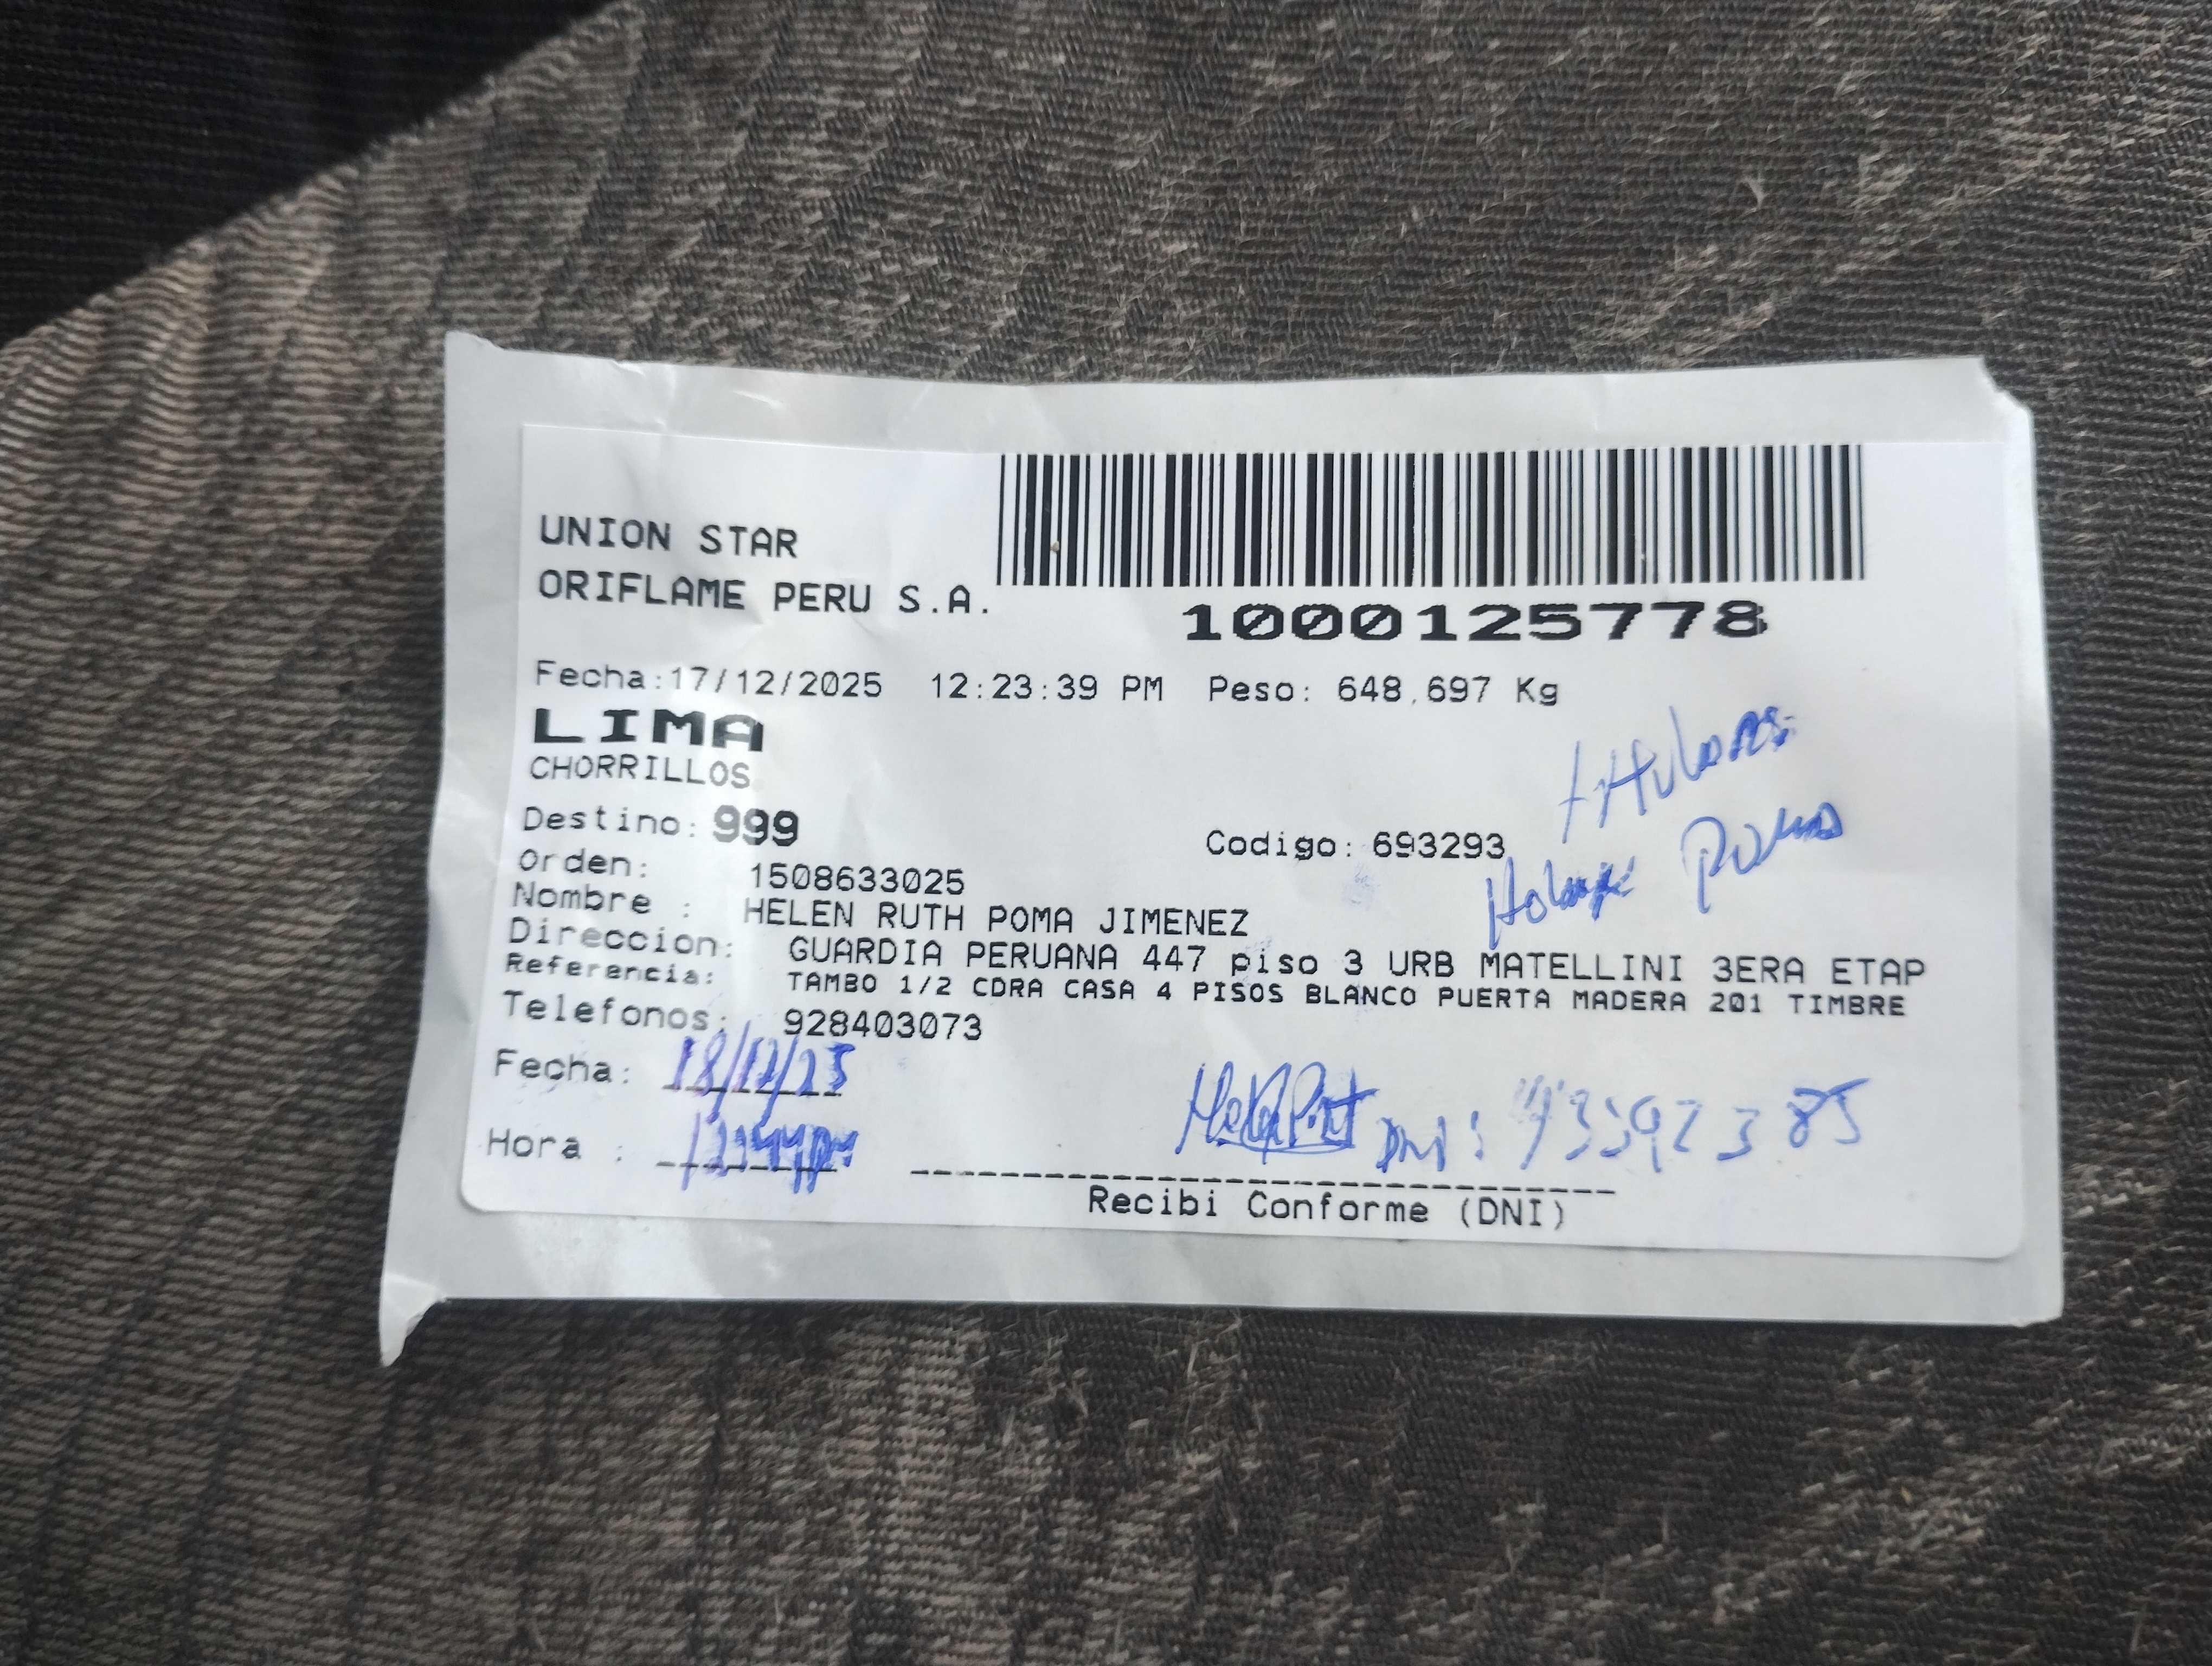 UNION STAR
ORIFLAME PERU S.A.
1000125778
Fecha:17/12/2025 12:23:39 PM Peso: 648,697 Kg
LIMA
CHORRILLOS
Destino: 999 Codigo: 693293
Orden: 1508633025
Nombre : HELEN RUTH POMA JIMENEZ
Direccion: GUARDIA PERUANA 447 piso 3 URB MATELLINI 3ERA ETAP
Referencia: TAMBO 1/2 CDRA CASA 4 PISOS BLANCO PUERTA MADERA 201 TIMBRE
Telefonos: 928403073
Poma
Fecha: 18/12/25
Hora :
DNI:
Recibi Conforme (DNI)